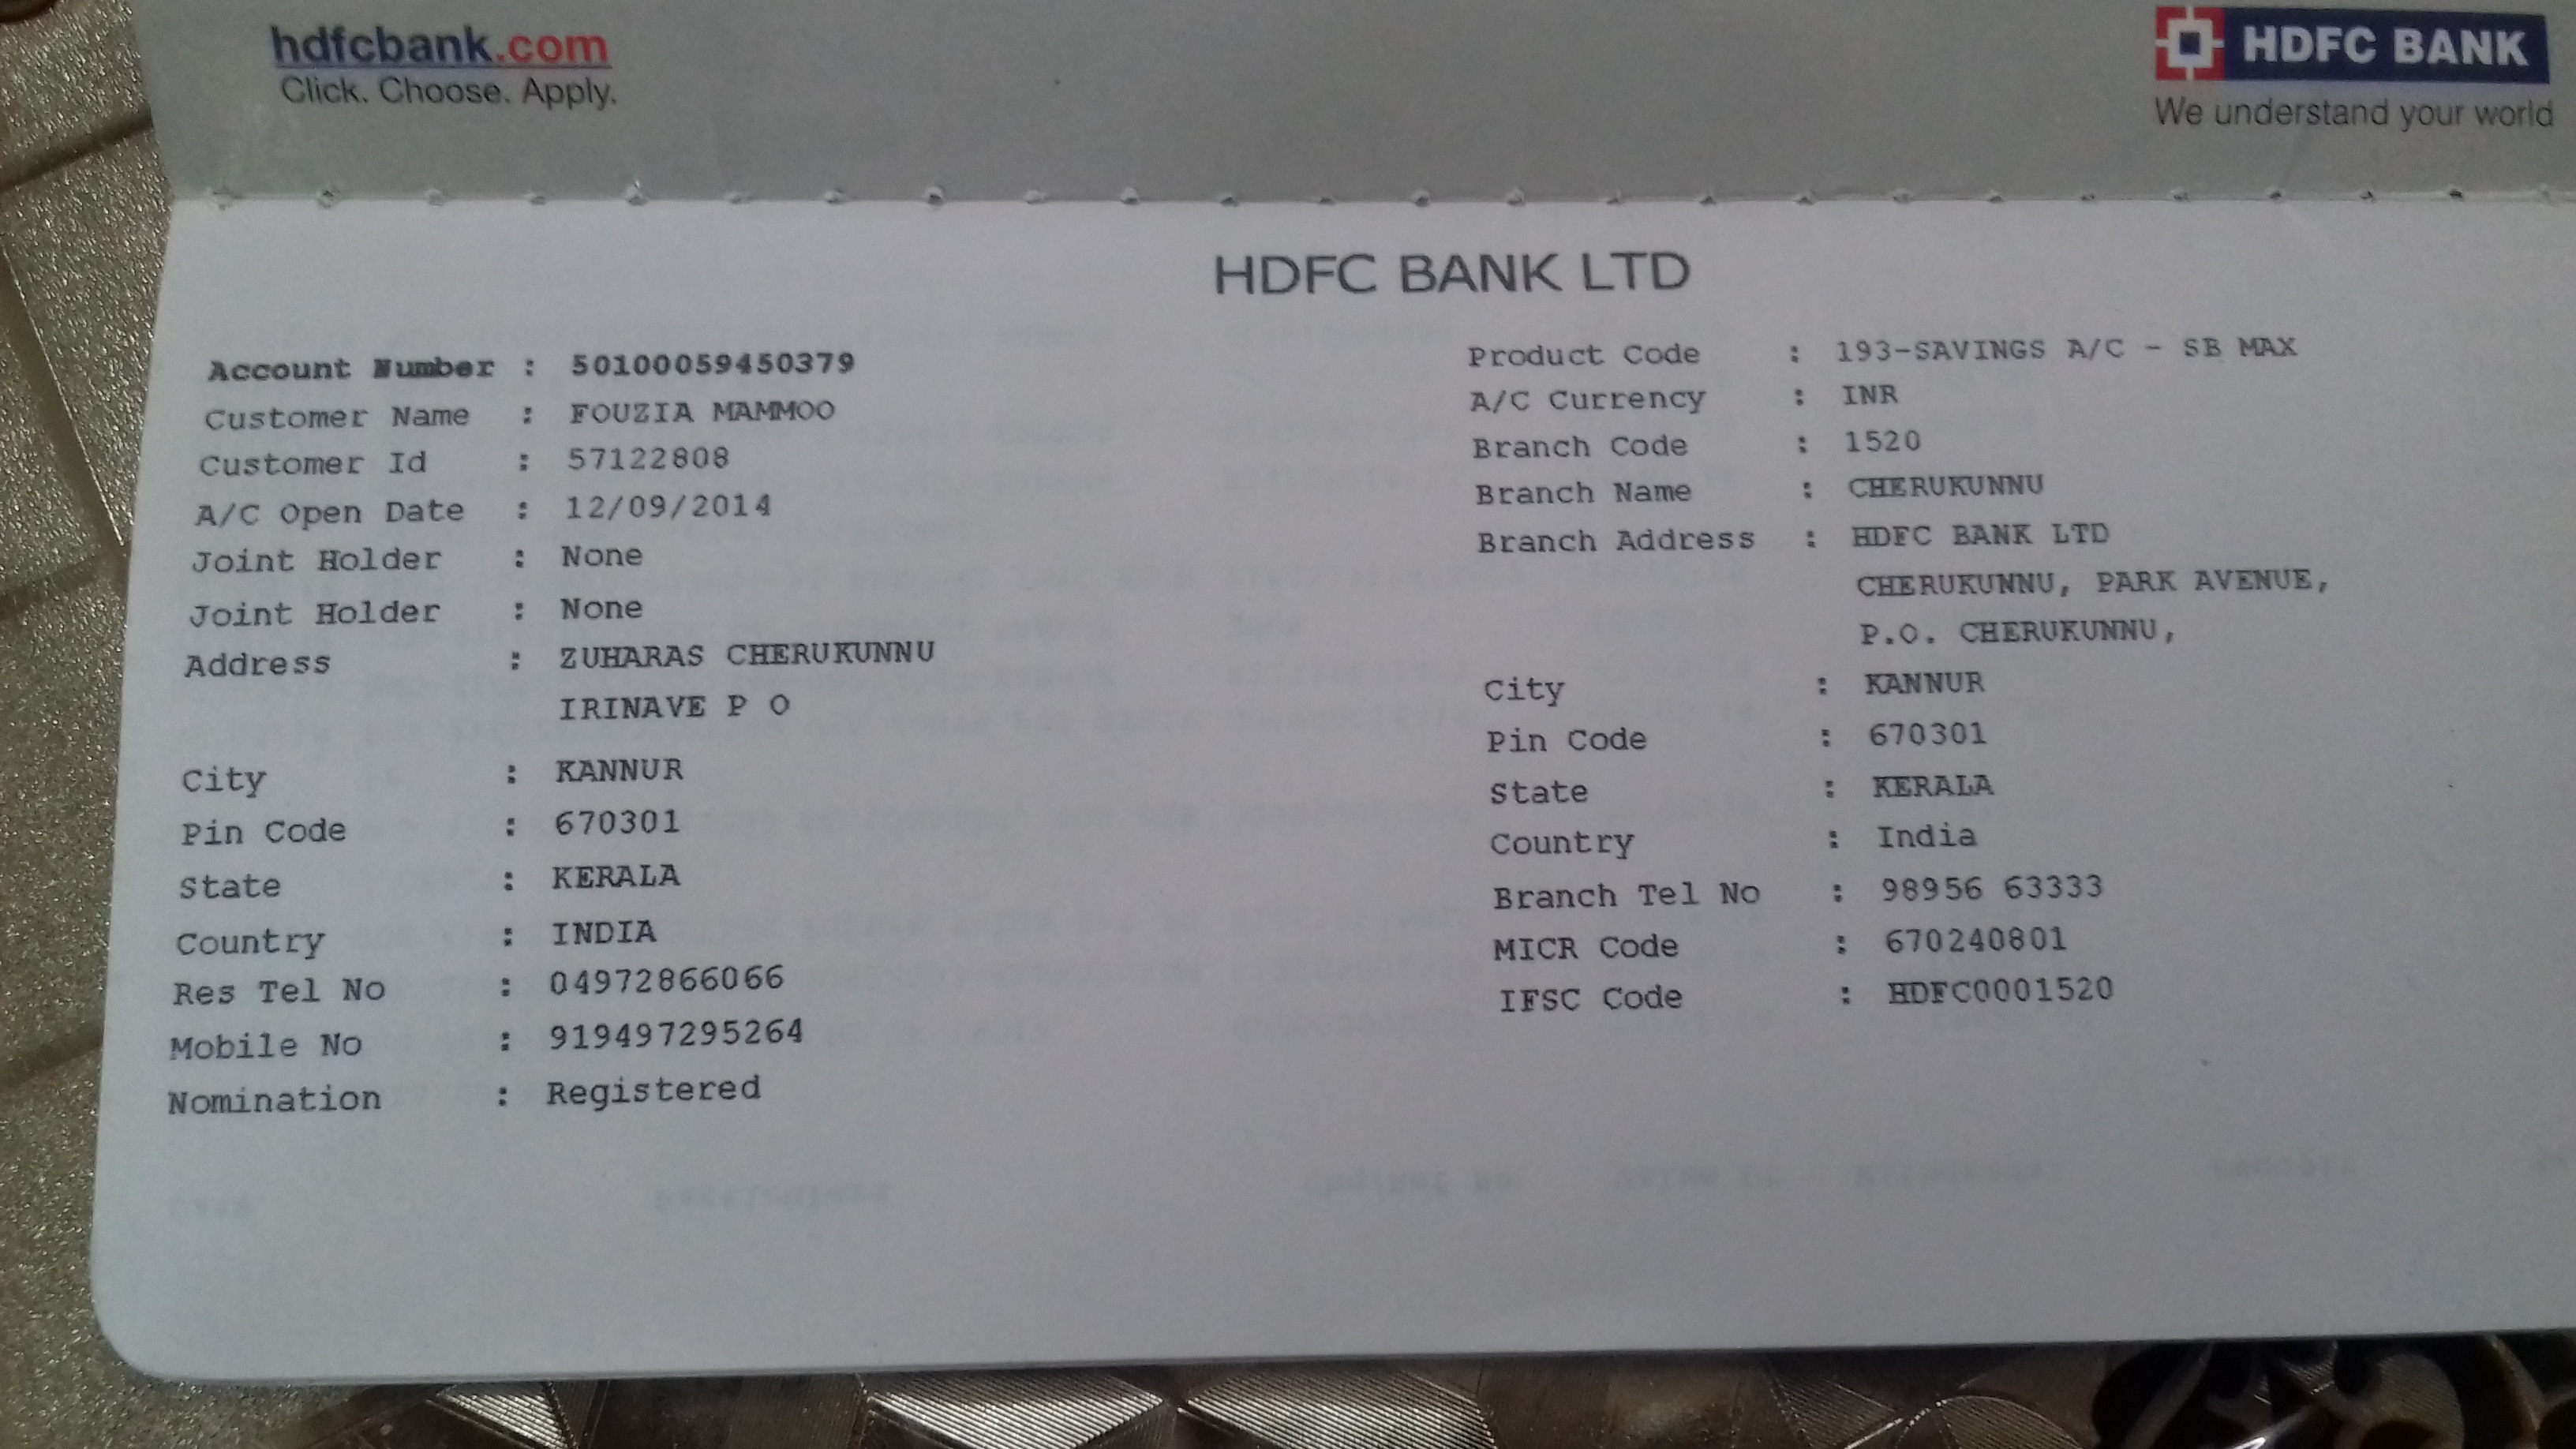 hdfcbank.com
Click. Choose. Apply.
HDFC BANK
We understand your world
HDFC BANK LTD
Account Number : 50100059450379
Customer Name : FOUZIA MAMMOO
Customer Id : 57122808
A/C Open Date : 12/09/2014
Joint Holder : None
Joint Holder : None
Address : ZUHARAS CHERUKUNNU
IRINAVE P O
City : KANNUR
Pin Code : 670301
State : KERALA
Country : INDIA
Res Tel No : 04972866066
Mobile No : 919497295264
Nomination : Registered
Product Code : 193-SAVINGS A/C - SB MAX
A/C Currency : INR
Branch Code : 1520
Branch Name : CHERUKUNNU
Branch Address : HDFC BANK LTD
CHERUKUNNU, PARK AVENUE,
P.O. CHERUKUNNU,
City : KANNUR
Pin Code : 670301
State : KERALA
Country : India
Branch Tel No : 98956 63333
MICR Code : 670240801
IFSC Code : HDFC0001520